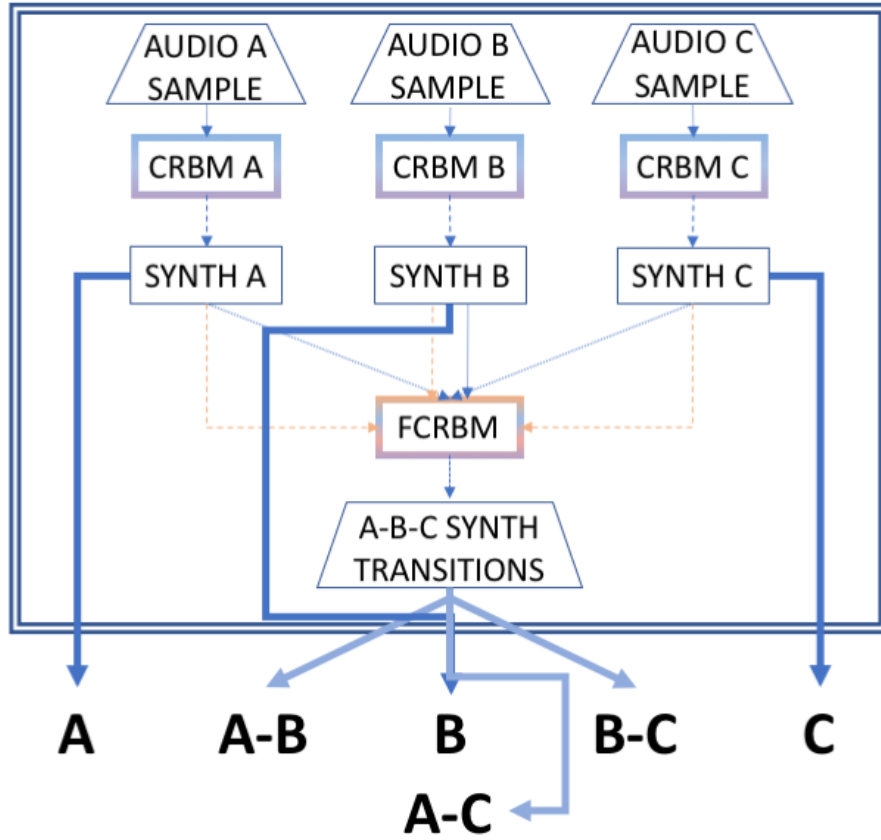 AUDIO A
SAMPLE
AUDIO B
SAMPLE
AUDIO C
SAMPLE
CRBM A
CRBM B
CRBM C
SYNTH A
SYNTH B
SYNTH C
FCRBM
A-B-C SYNTH
TRANSITIONS
A
A-B
B
B-C
C
A-C